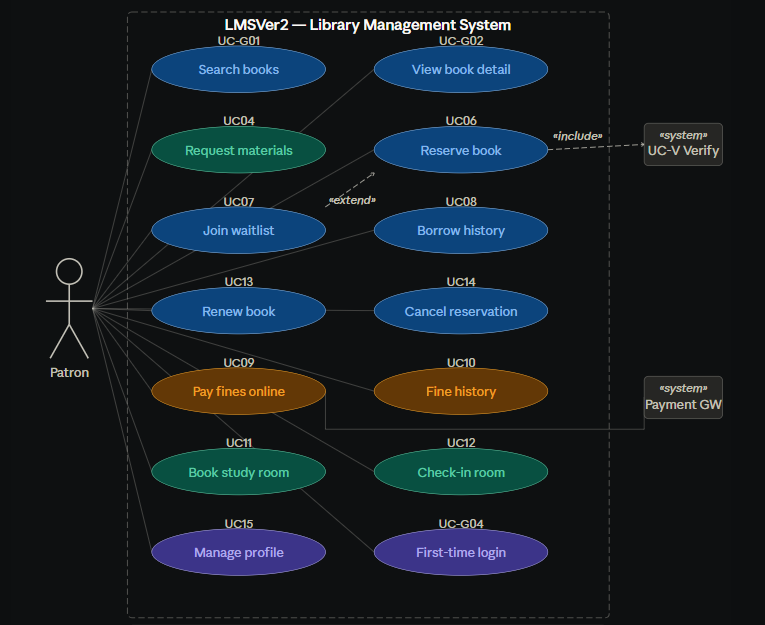 LMSVer2 — Library Management System
UC-G01
UC-G02
Search books
View book detail
UC04
UC06
Request materials
Reserve book
«include»
«system»
UC-V Verify
UC07
«extend»
UC08
Join waitlist
Borrow history
UC13
UC14
Renew book
Cancel reservation
Patron
UC09
UC10
Pay fines online
Fine history
«system»
Payment GW
UC11
UC12
Book study room
Check-in room
UC15
UC-G04
Manage profile
First-time login